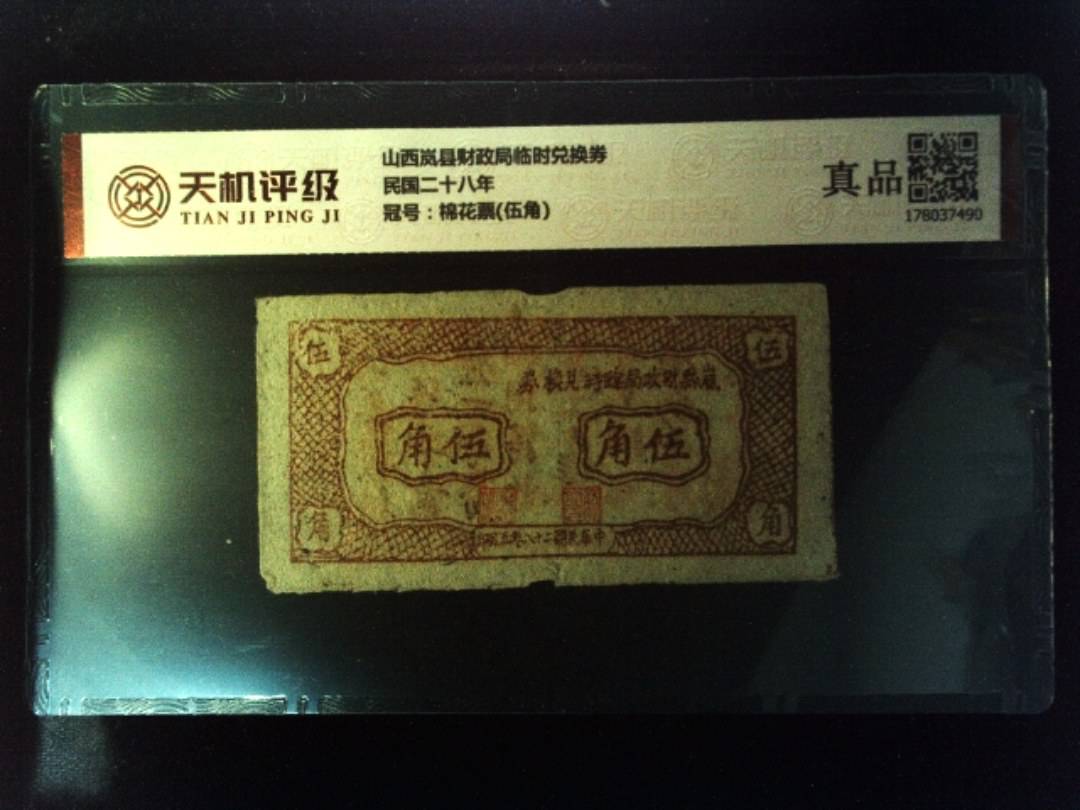 天机评级
TIAN JI PING JI
山西岚县财政局临时兑换券
民国二十八年
冠号：棉花票(伍角)
真品
178037490
伍
伍
券换兑時臨局政財縣嵐
角伍
角伍
角
角